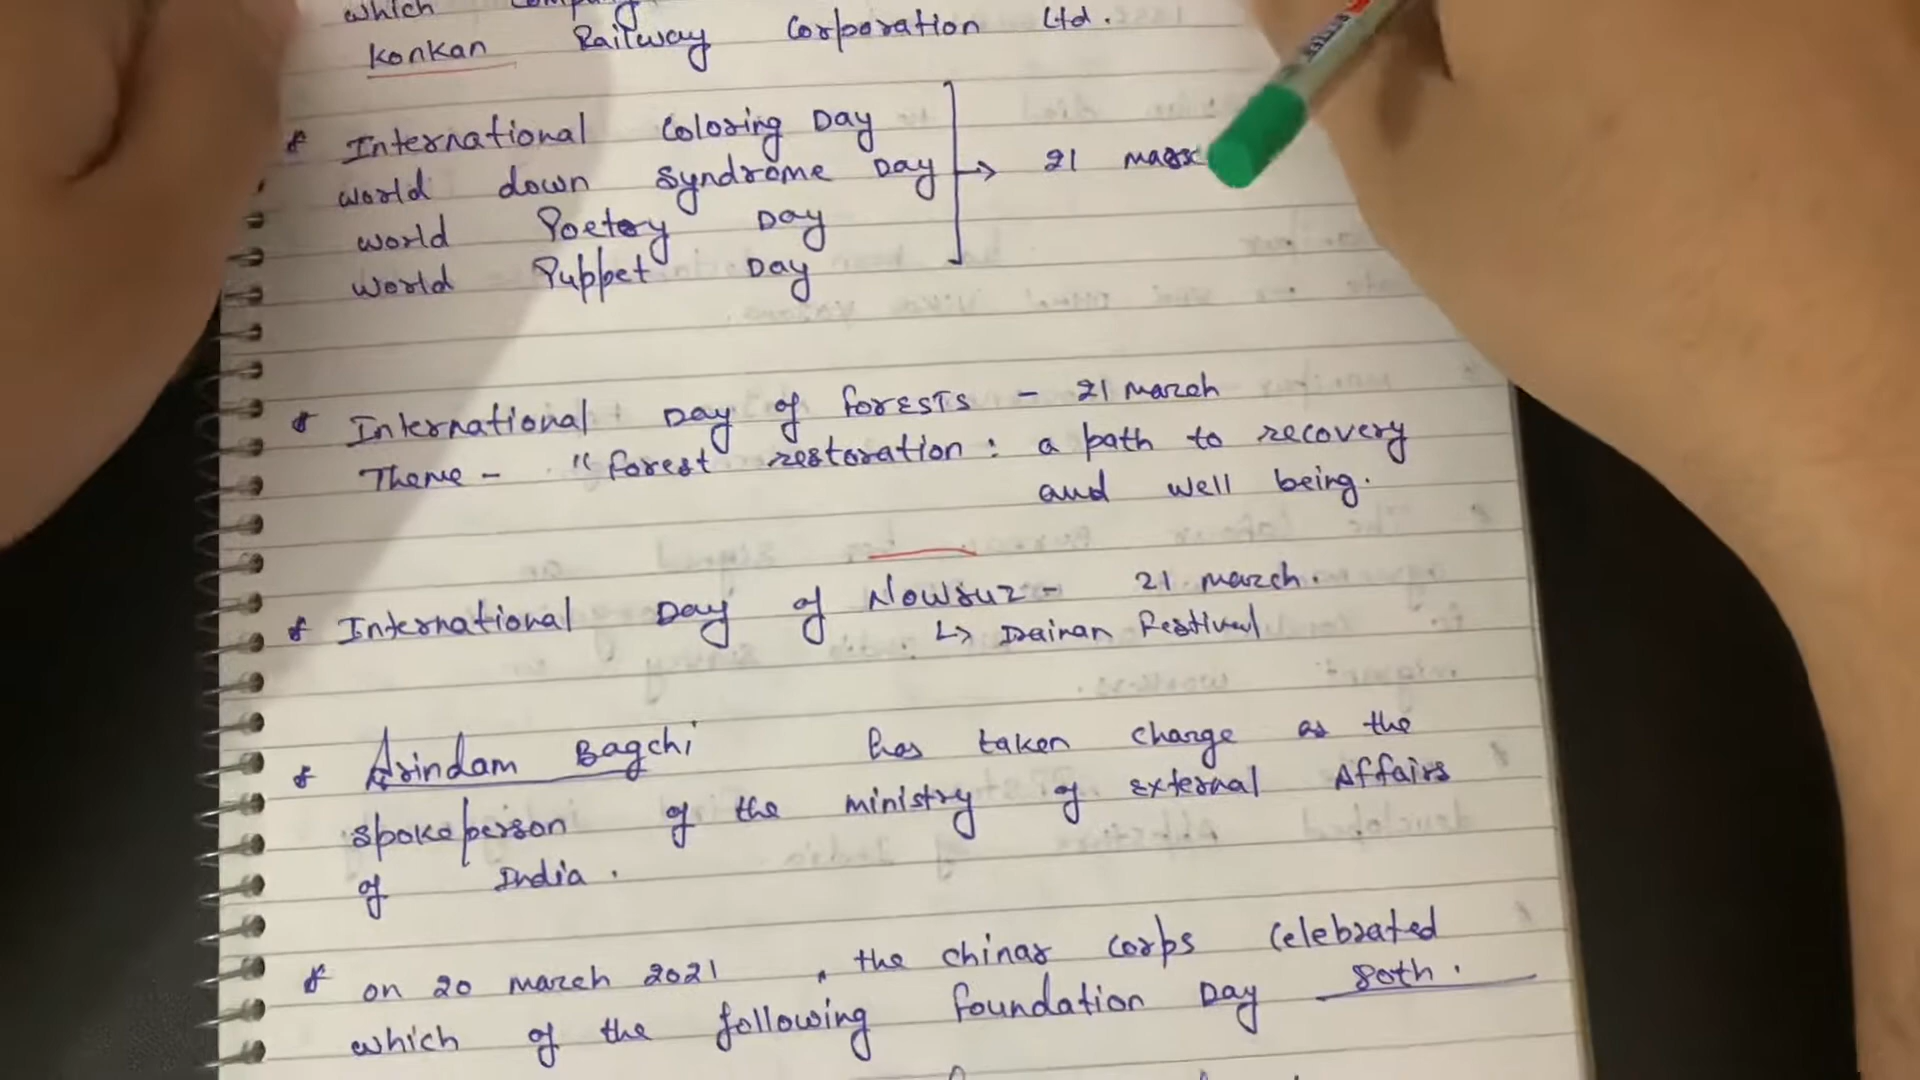 which
Konkan Railway Corporation Ltd.
* International Coloring Day
World down syndrome Day → 21 march
World Poetry Day
World Puppet Day
* International Day of forests - 21 march
Theme - "forest restoration: a path to recovery
and well being.
* International Day of Nowruz - 21 march.
↳ Irainan Festival
* Arindam Bagchi has taken charge as the
spokeperson of the ministry of external Affairs
of India.
* on 20 march 2021, the chinar corps celebrated
which of the following foundation Day 80th.